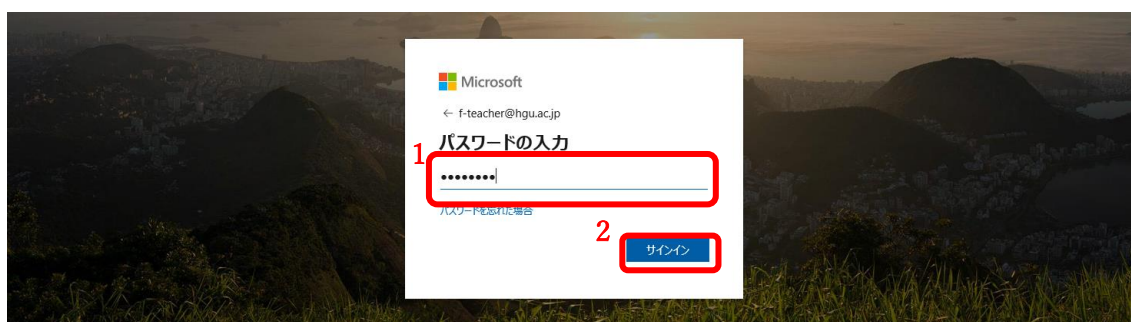 Microsoft
← f-teacher@hgu.ac.jp
パスワードの入力
1
••••••••
パスワードを忘れた場合
2
サインイン